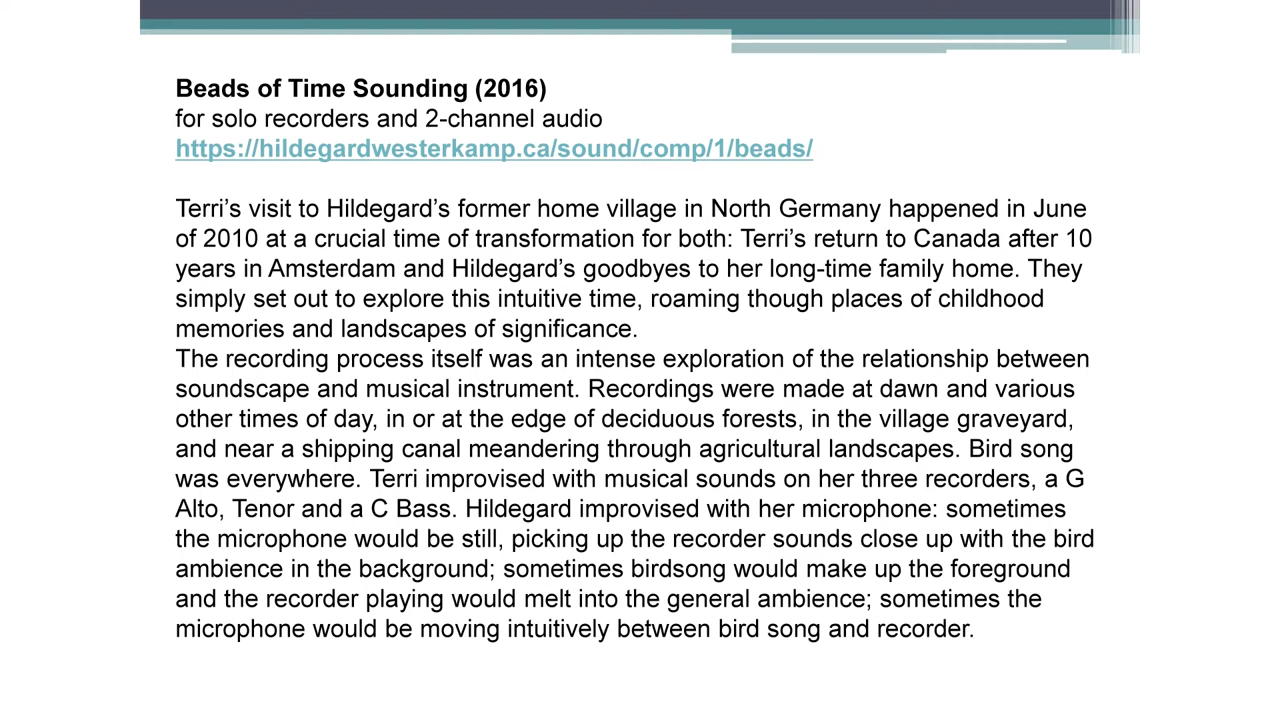 Beads of Time Sounding (2016)
for solo recorders and 2-channel audio
https://hildegardwesterkamp.ca/sound/comp/1/beads/
Terri’s visit to Hildegard’s former home village in North Germany happened in June
of 2010 at a crucial time of transformation for both: Terri’s return to Canada after 10
years in Amsterdam and Hildegard’s goodbyes to her long-time family home. They
simply set out to explore this intuitive time, roaming though places of childhood
memories and landscapes of significance.
The recording process itself was an intense exploration of the relationship between
soundscape and musical instrument. Recordings were made at dawn and various
other times of day, in or at the edge of deciduous forests, in the village graveyard,
and near a shipping canal meandering through agricultural landscapes. Bird song
was everywhere. Terri improvised with musical sounds on her three recorders, a G
Alto, Tenor and a C Bass. Hildegard improvised with her microphone: sometimes
the microphone would be still, picking up the recorder sounds close up with the bird
ambience in the background; sometimes birdsong would make up the foreground
and the recorder playing would melt into the general ambience; sometimes the
microphone would be moving intuitively between bird song and recorder.